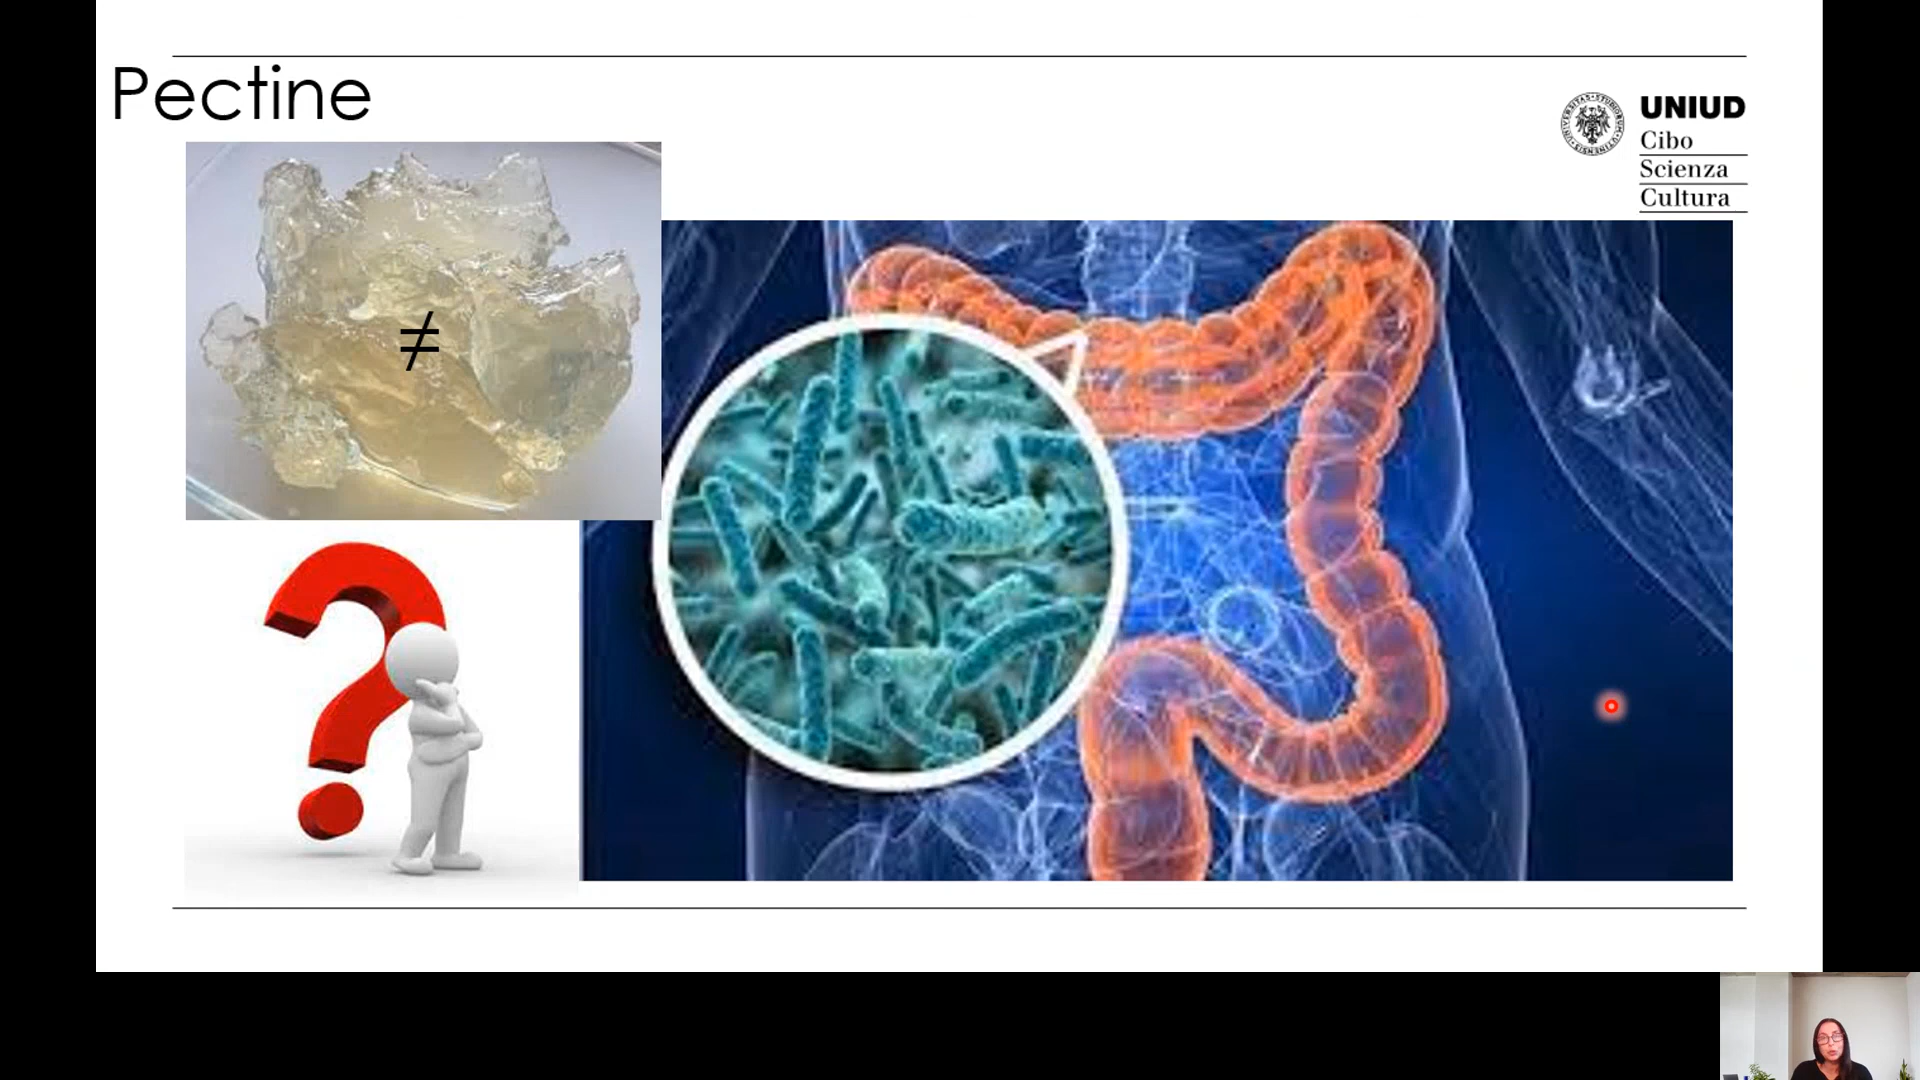 Pectine
UNIUD
Cibo
Scienza
Cultura
≠